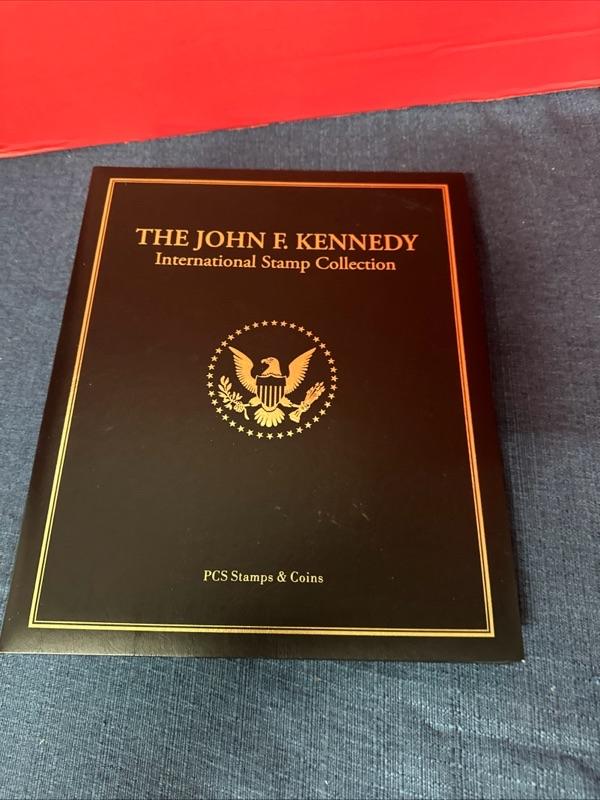 THE JOHN F. KENNEDY
International Stamp Collection
PCS Stamps & Coins